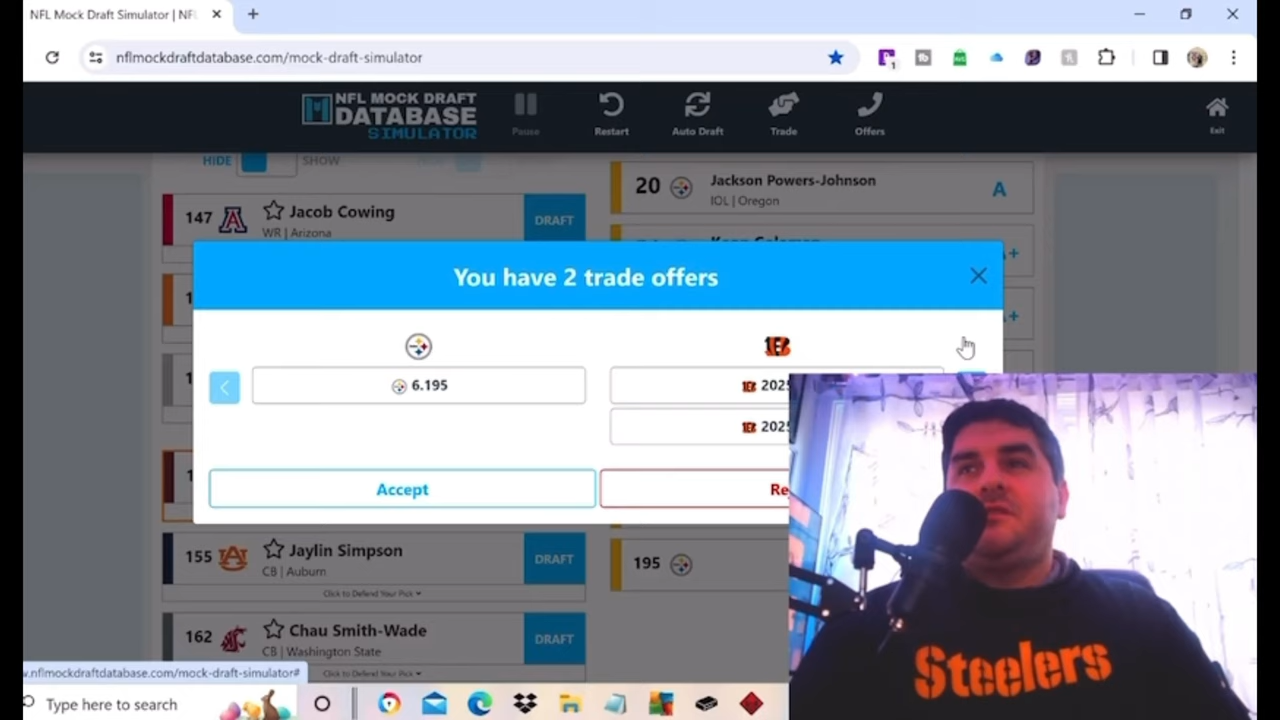 NFL Mock Draft Simulator | NF
nflmockdraftdatabase.com/mock-draft-simulator
1
NFL MOCK DRAFT
DATABASE
SIMULATOR
Pause
Restart
Auto Draft
Trade
Offers
Exit
HIDE
SHOW
147
Jacob Cowing
WR | Arizona
DRAFT
20
Jackson Powers-Johnson
IOL | Oregon
A
+
You have 2 trade offers
6.195
2025
2025
+
Accept
Re
155
Jaylin Simpson
CB | Auburn
DRAFT
Click to Defend Your Pick
195
162
Chau Smith-Wade
CB | Washington State
DRAFT
Click to Defend Your Pick
w.nflmockdraftdatabase.com/mock-draft-simulator#
Type here to search
Steelers